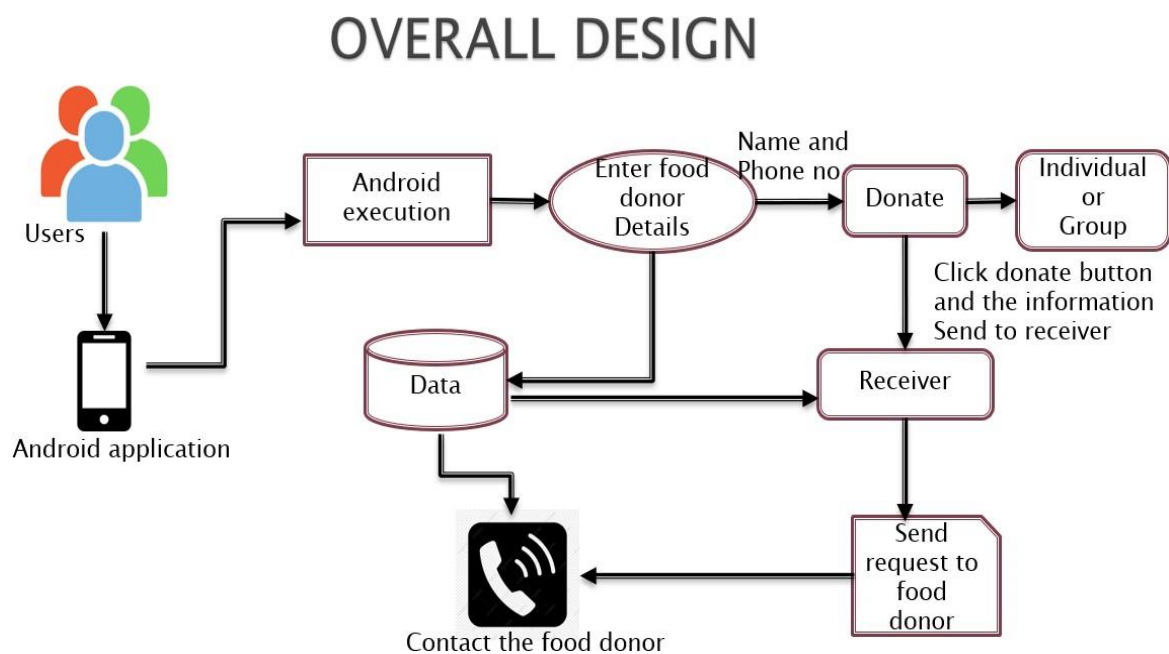 OVERALL DESIGN
Users
Android application
Android
execution
Enter food
donor
Details
Name and
Phone no
Donate
Individual
or
Group
Click donate button
and the information
Send to receiver
Data
Receiver
Send
request to
food
donor
Contact the food donor